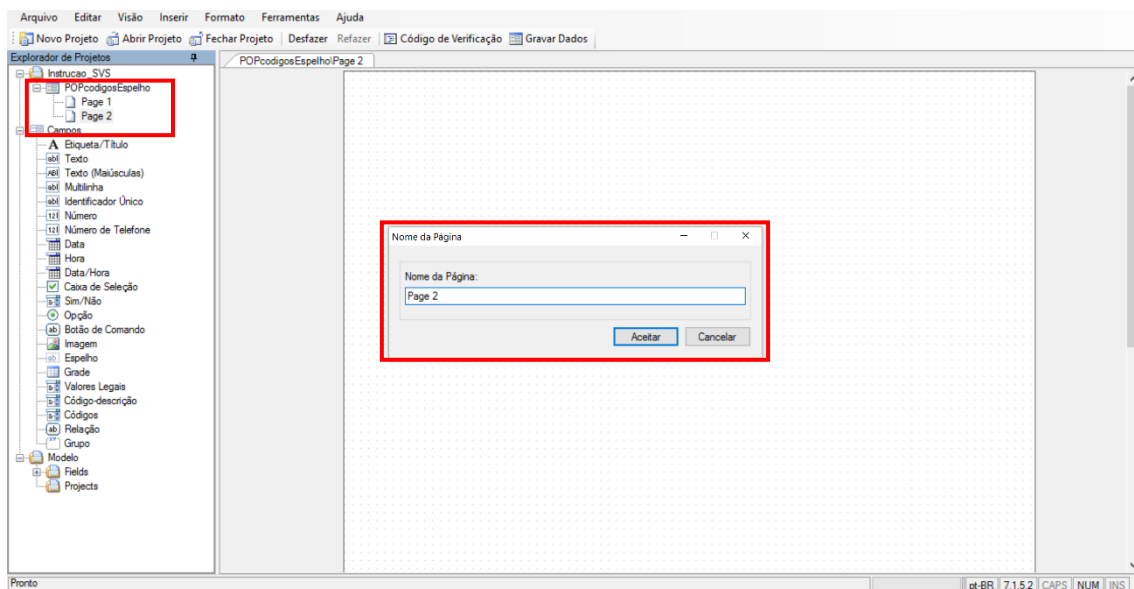 Arquivo Editar Visão Inserir Formato Ferramentas Ajuda
Novo Projeto Abrir Projeto Fechar Projeto Desfazer Refazer Código de Verificação Gravar Dados
Explorador de Projetos
POPcodigosEspelho\Page 2
Instrucao_SVS
POPcodigosEspelho
Page 1
Page 2
Campos
A Etiqueta/Título
Texto
Texto (Maiúsculas)
Multilinha
Identificador Único
Número
Número de Telefone
Data
Hora
Data/Hora
Caixa de Seleção
Sim/Não
Opção
Botão de Comando
Imagem
Espelho
Grade
Valores Legais
Código-descrição
Códigos
Relação
Grupo
Modelo
Fields
Projects
Nome da Página
Nome da Página:
Page 2
Aceitar Cancelar
Pronto pt-BR 7.1.5.2 CAPS NUM INS